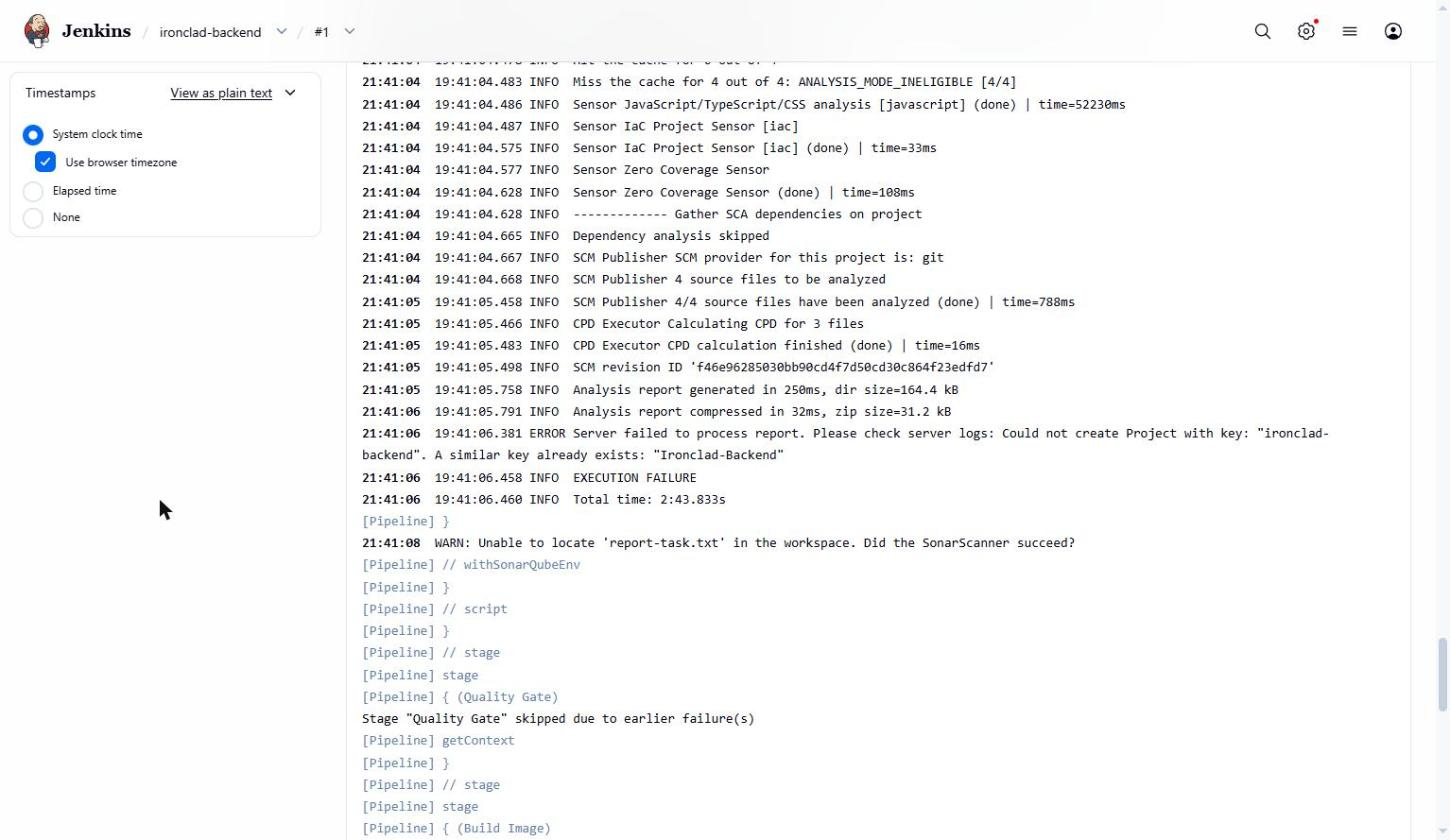 Jenkins / ironclad-backend / #1
Timestamps View as plain text
System clock time
Use browser timezone
Elapsed time
None
21:41:04 19:41:04.483 INFO Miss the cache for 4 out of 4: ANALYSIS_MODE_INELIGIBLE [4/4]
21:41:04 19:41:04.486 INFO Sensor JavaScript/TypeScript/CSS analysis [javascript] (done) | time=52230ms
21:41:04 19:41:04.487 INFO Sensor IaC Project Sensor [iac]
21:41:04 19:41:04.575 INFO Sensor IaC Project Sensor [iac] (done) | time=33ms
21:41:04 19:41:04.577 INFO Sensor Zero Coverage Sensor
21:41:04 19:41:04.628 INFO Sensor Zero Coverage Sensor (done) | time=108ms
21:41:04 19:41:04.628 INFO ------------- Gather SCA dependencies on project
21:41:04 19:41:04.665 INFO Dependency analysis skipped
21:41:04 19:41:04.667 INFO SCM Publisher SCM provider for this project is: git
21:41:04 19:41:04.668 INFO SCM Publisher 4 source files to be analyzed
21:41:05 19:41:05.458 INFO SCM Publisher 4/4 source files have been analyzed (done) | time=788ms
21:41:05 19:41:05.466 INFO CPD Executor Calculating CPD for 3 files
21:41:05 19:41:05.483 INFO CPD Executor CPD calculation finished (done) | time=16ms
21:41:05 19:41:05.498 INFO SCM revision ID 'f46e96285030bb90cd4f7d50cd30c864f23edfd7'
21:41:05 19:41:05.758 INFO Analysis report generated in 250ms, dir size=164.4 kB
21:41:06 19:41:05.791 INFO Analysis report compressed in 32ms, zip size=31.2 kB
21:41:06 19:41:06.381 ERROR Server failed to process report. Please check server logs: Could not create Project with key: "ironclad-
backend". A similar key already exists: "Ironclad-Backend"
21:41:06 19:41:06.458 INFO EXECUTION FAILURE
21:41:06 19:41:06.460 INFO Total time: 2:43.833s
[Pipeline] }
21:41:08 WARN: Unable to locate 'report-task.txt' in the workspace. Did the SonarScanner succeed?
[Pipeline] // withSonarQubeEnv
[Pipeline] }
[Pipeline] // script
[Pipeline] }
[Pipeline] // stage
[Pipeline] stage
[Pipeline] { (Quality Gate)
Stage "Quality Gate" skipped due to earlier failure(s)
[Pipeline] getContext
[Pipeline] }
[Pipeline] // stage
[Pipeline] stage
[Pipeline] { (Build Image)